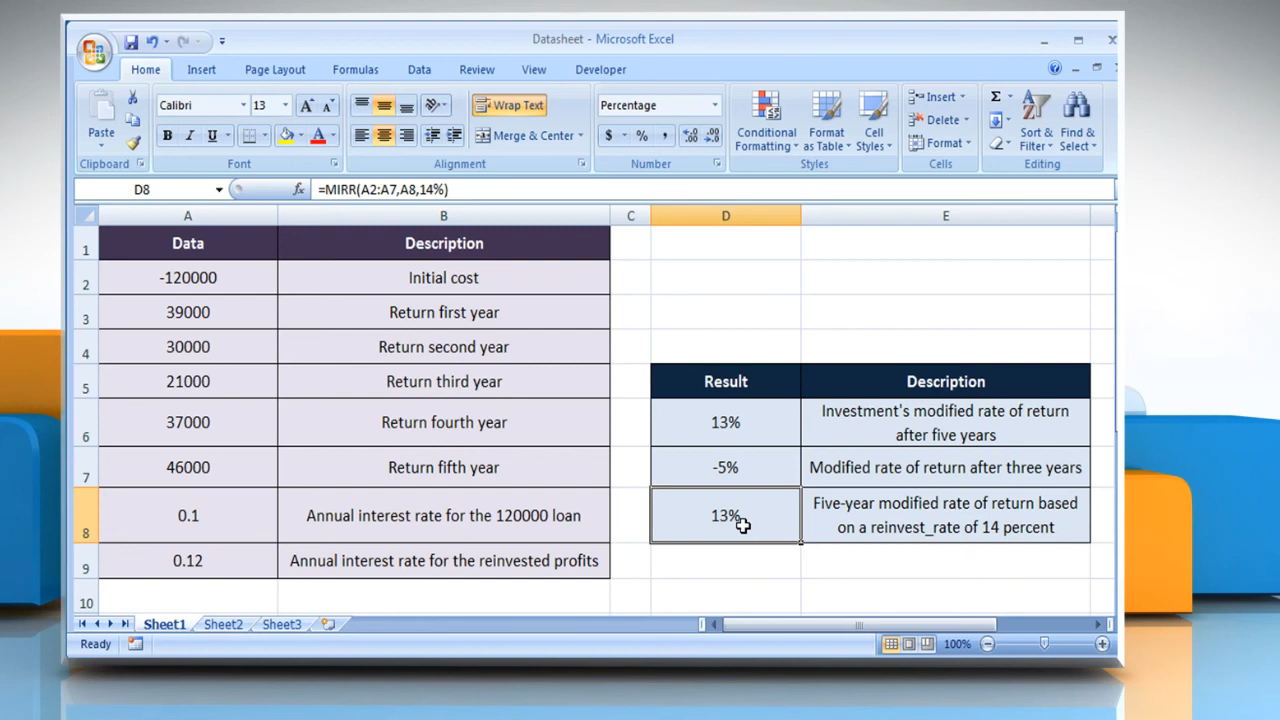 Datasheet - Microsoft Excel
Home Insert Page Layout Formulas Data Review View Developer
Calibri 13 A A Wrap Text Percentage Insert Σ
Paste B I U A Merge & Center $ % , Conditional Formatting Format as Table Cell Styles Delete Format Sort & Filter Find & Select
Clipboard Font Alignment Number Styles Cells Editing
D8 fx =MIRR(A2:A7,A8,14%)
A B C D E
1 Data Description
2 -120000 Initial cost
3 39000 Return first year
4 30000 Return second year
5 21000 Return third year Result Description
6 37000 Return fourth year 13% Investment's modified rate of return
after five years
7 46000 Return fifth year -5% Modified rate of return after three years
8 0.1 Annual interest rate for the 120000 loan 13% Five-year modified rate of return based
on a reinvest_rate of 14 percent
9 0.12 Annual interest rate for the reinvested profits
10
Sheet1 Sheet2 Sheet3
Ready 100%